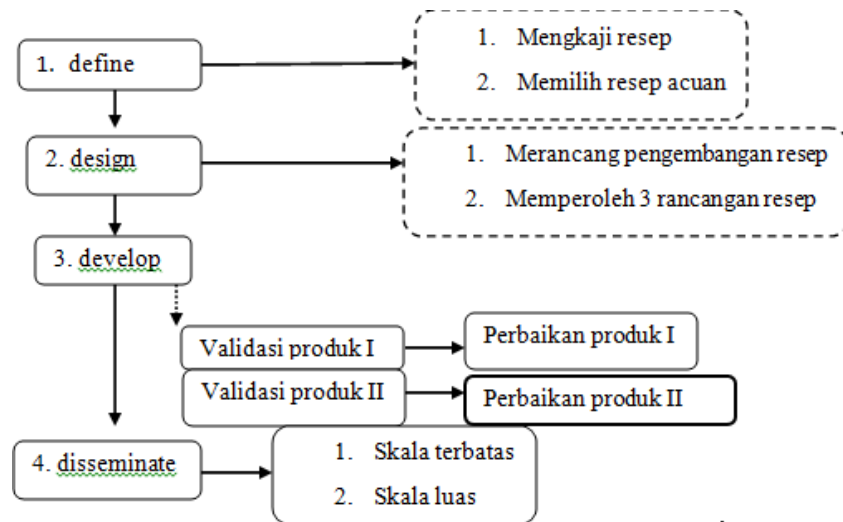 1. define
1. Mengkaji resep
2. Memilih resep acuan
2. design
1. Merancang pengembangan resep
2. Memperoleh 3 rancangan resep
3. develop
Validasi produk I
Perbaikan produk I
Validasi produk II
Perbaikan produk II
4. disseminate
1. Skala terbatas
2. Skala luas